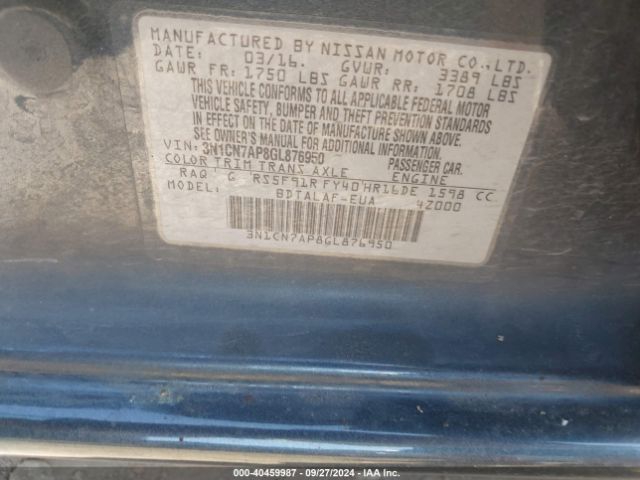 MANUFACTURED BY NISSAN MOTOR CO., LTD.
DATE: 03/16. GVWR: 3389 LBS
GAWR FR: 1750 LBS GAWR RR: 1708 LBS
THIS VEHICLE CONFORMS TO ALL APPLICABLE FEDERAL MOTOR
VEHICLE SAFETY, BUMPER AND THEFT PREVENTION STANDARDS
IN EFFECT ON THE DATE OF MANUFACTURE SHOWN ABOVE.
SEE OWNER'S MANUAL FOR FURTHER INFORMATION.
VIN: 3N1CN7AP8GL876950 PASSENGER CAR.
COLOR TRIM TRANS AXLE ENGINE
RAQ G RS5F91R FY40 HR16DE 1598 CC
MODEL: BDTALAF-EUA 42000
3N1CN7AP8GL876950
000-40459987 - 09/27/2024 - IAA Inc.